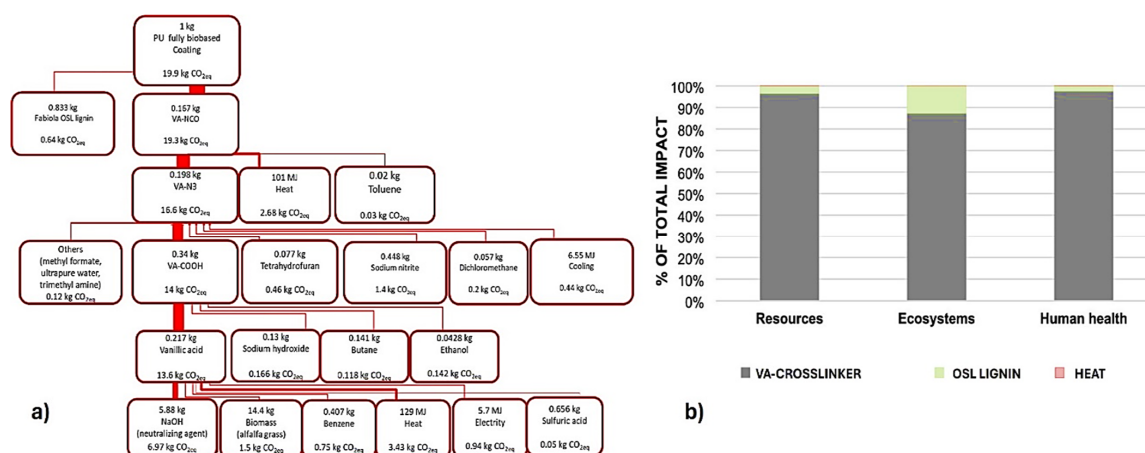 1 kg
PU fully biobased
Coating
19.9 kg CO2eq
0.833 kg
Fabiola OSL lignin
0.64 kg CO2eq
0.167 kg
VA-NCO
19.3 kg CO2eq
0.198 kg
VA-N3
16.6 kg CO2eq
101 MJ
Heat
2.68 kg CO2eq
0.02 kg
Toluene
0.03 kg CO2eq
Others
(methyl formate,
ultrapure water,
trimethyl amine)
0.12 kg CO2eq
0.34 kg
VA-COOH
14 kg CO2eq
0.077 kg
Tetrahydrofuran
0.46 kg CO2eq
0.448 kg
Sodium nitrite
1.4 kg CO2eq
0.057 kg
Dichloromethane
0.2 kg CO2eq
6.55 MJ
Cooling
0.44 kg CO2eq
0.217 kg
Vanillic acid
13.6 kg CO2eq
0.13 kg
Sodium hydroxide
0.166 kg CO2eq
0.141 kg
Butane
0.118 kg CO2eq
0.0428 kg
Ethanol
0.142 kg CO2eq
5.88 kg
NaOH
(neutralizing agent)
6.97 kg CO2eq
14.4 kg
Biomass
(alfalfa grass)
1.5 kg CO2eq
0.407 kg
Benzene
0.75 kg CO2eq
129 MJ
Heat
3.43 kg CO2eq
5.7 MJ
Electrity
0.94 kg CO2eq
0.656 kg
Sulfuric acid
0.05 kg CO2eq
a)
% OF TOTAL IMPACT
100%
90%
80%
70%
60%
50%
40%
30%
20%
10%
0%
Resources
Ecosystems
Human health
VA-CROSSLINKER
OSL LIGNIN
HEAT
b)